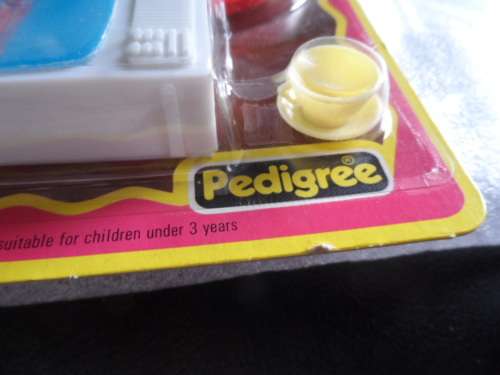 Pedigree®
suitable for children under 3 years